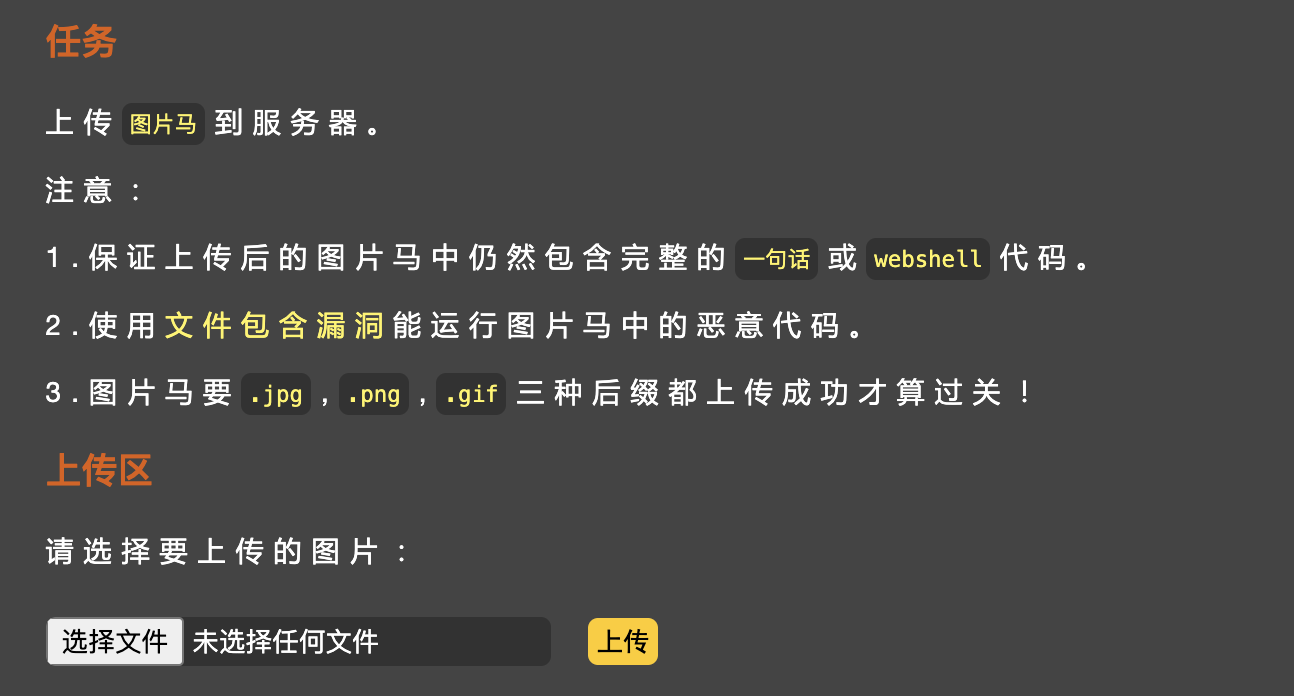 任务
上传 图片马 到服务器。
注意：
1.保证上传后的图片马中仍然包含完整的 一句话 或 webshell 代码。
2.使用文件包含漏洞能运行图片马中的恶意代码。
3.图片马要 .jpg , .png , .gif 三种后缀都上传成功才算过关！
上传区
请选择要上传的图片：
选择文件 未选择任何文件 上传